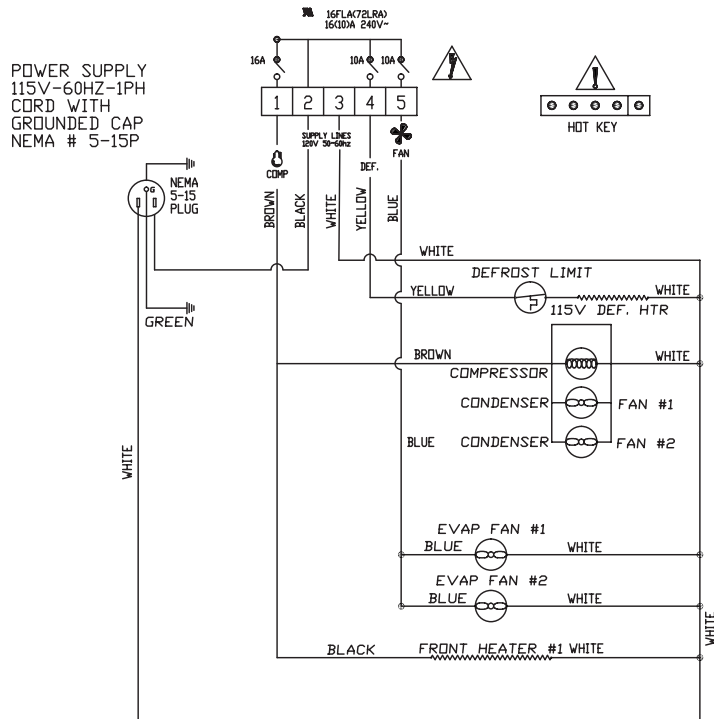 16FLA(72LRA)
16(10)A 240V~
16A
10A
10A
POWER SUPPLY
115V-60HZ-1PH
CORD WITH
GROUNDED CAP
NEMA # 5-15P
1 2 3 4 5
HOT KEY
SUPPLY LINES
120V 50-60hz
COMP
DEF.
FAN
G
NEMA
5-15
PLUG
BROWN
BLACK
WHITE
YELLOW
BLUE
WHITE
DEFROST LIMIT
YELLOW
WHITE
115V DEF. HTR
GREEN
BROWN
WHITE
COMPRESSOR
CONDENSER FAN #1
BLUE CONDENSER FAN #2
WHITE
EVAP FAN #1
BLUE WHITE
EVAP FAN #2
BLUE WHITE
WHITE
BLACK FRONT HEATER #1 WHITE